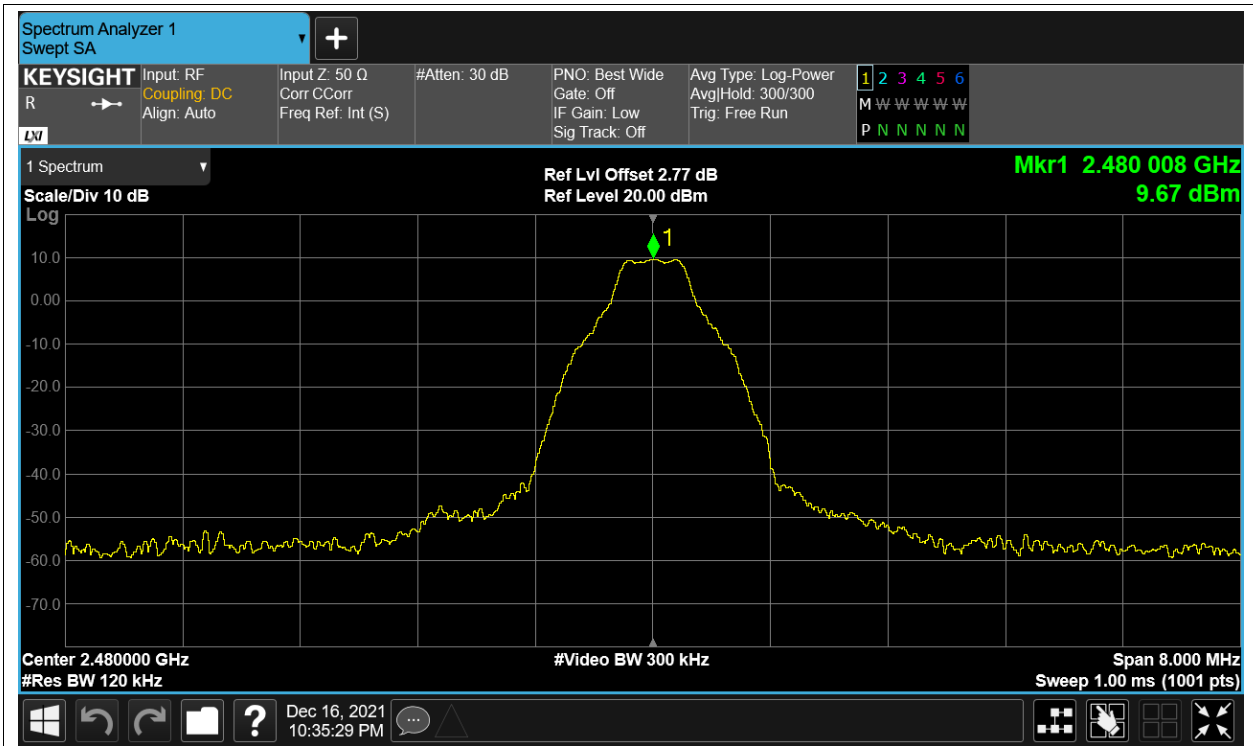 Spectrum Analyzer 1
Swept SA
KEYSIGHT Input: RF Input Z: 50 Ω #Atten: 30 dB PNO: Best Wide Avg Type: Log-Power 1 2 3 4 5 6
R Coupling: DC Corr CCorr Gate: Off Avg|Hold: 300/300 M W W W W W
Align: Auto Freq Ref: Int (S) IF Gain: Low Trig: Free Run
LXI Sig Track: Off P N N N N N
1 Spectrum Ref Lvl Offset 2.77 dB Mkr1 2.480 008 GHz
Scale/Div 10 dB Ref Level 20.00 dBm 9.67 dBm
Log
1
10.0
0.00
-10.0
-20.0
-30.0
-40.0
-50.0
-60.0
-70.0
Center 2.480000 GHz #Video BW 300 kHz Span 8.000 MHz
#Res BW 120 kHz Sweep 1.00 ms (1001 pts)
? Dec 16, 2021
10:35:29 PM